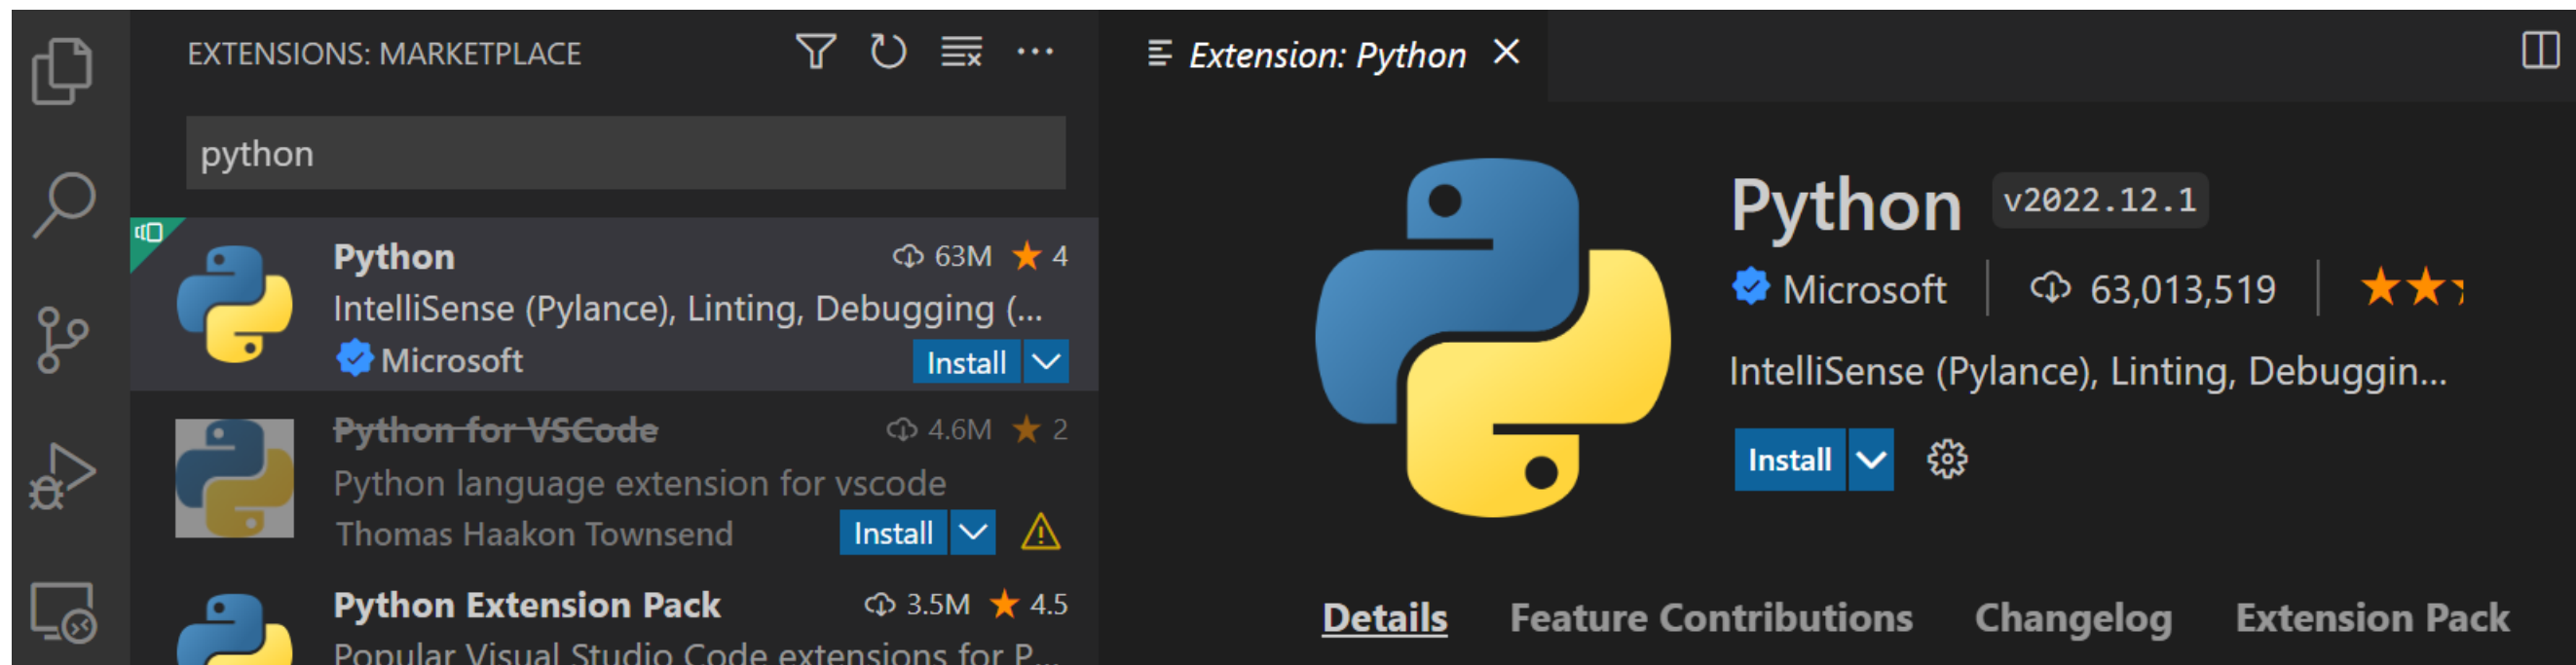 EXTENSIONS: MARKETPLACE
python
Python 63M ★ 4
IntelliSense (Pylance), Linting, Debugging (...
Microsoft Install
Python for VSCode 4.6M ★ 2
Python language extension for vscode
Thomas Haakon Townsend Install
Python Extension Pack 3.5M ★ 4.5
Popular Visual Studio Code extensions for P...
Extension: Python
Python v2022.12.1
Microsoft | 63,013,519 | ★★
IntelliSense (Pylance), Linting, Debuggin...
Install
Details Feature Contributions Changelog Extension Pack